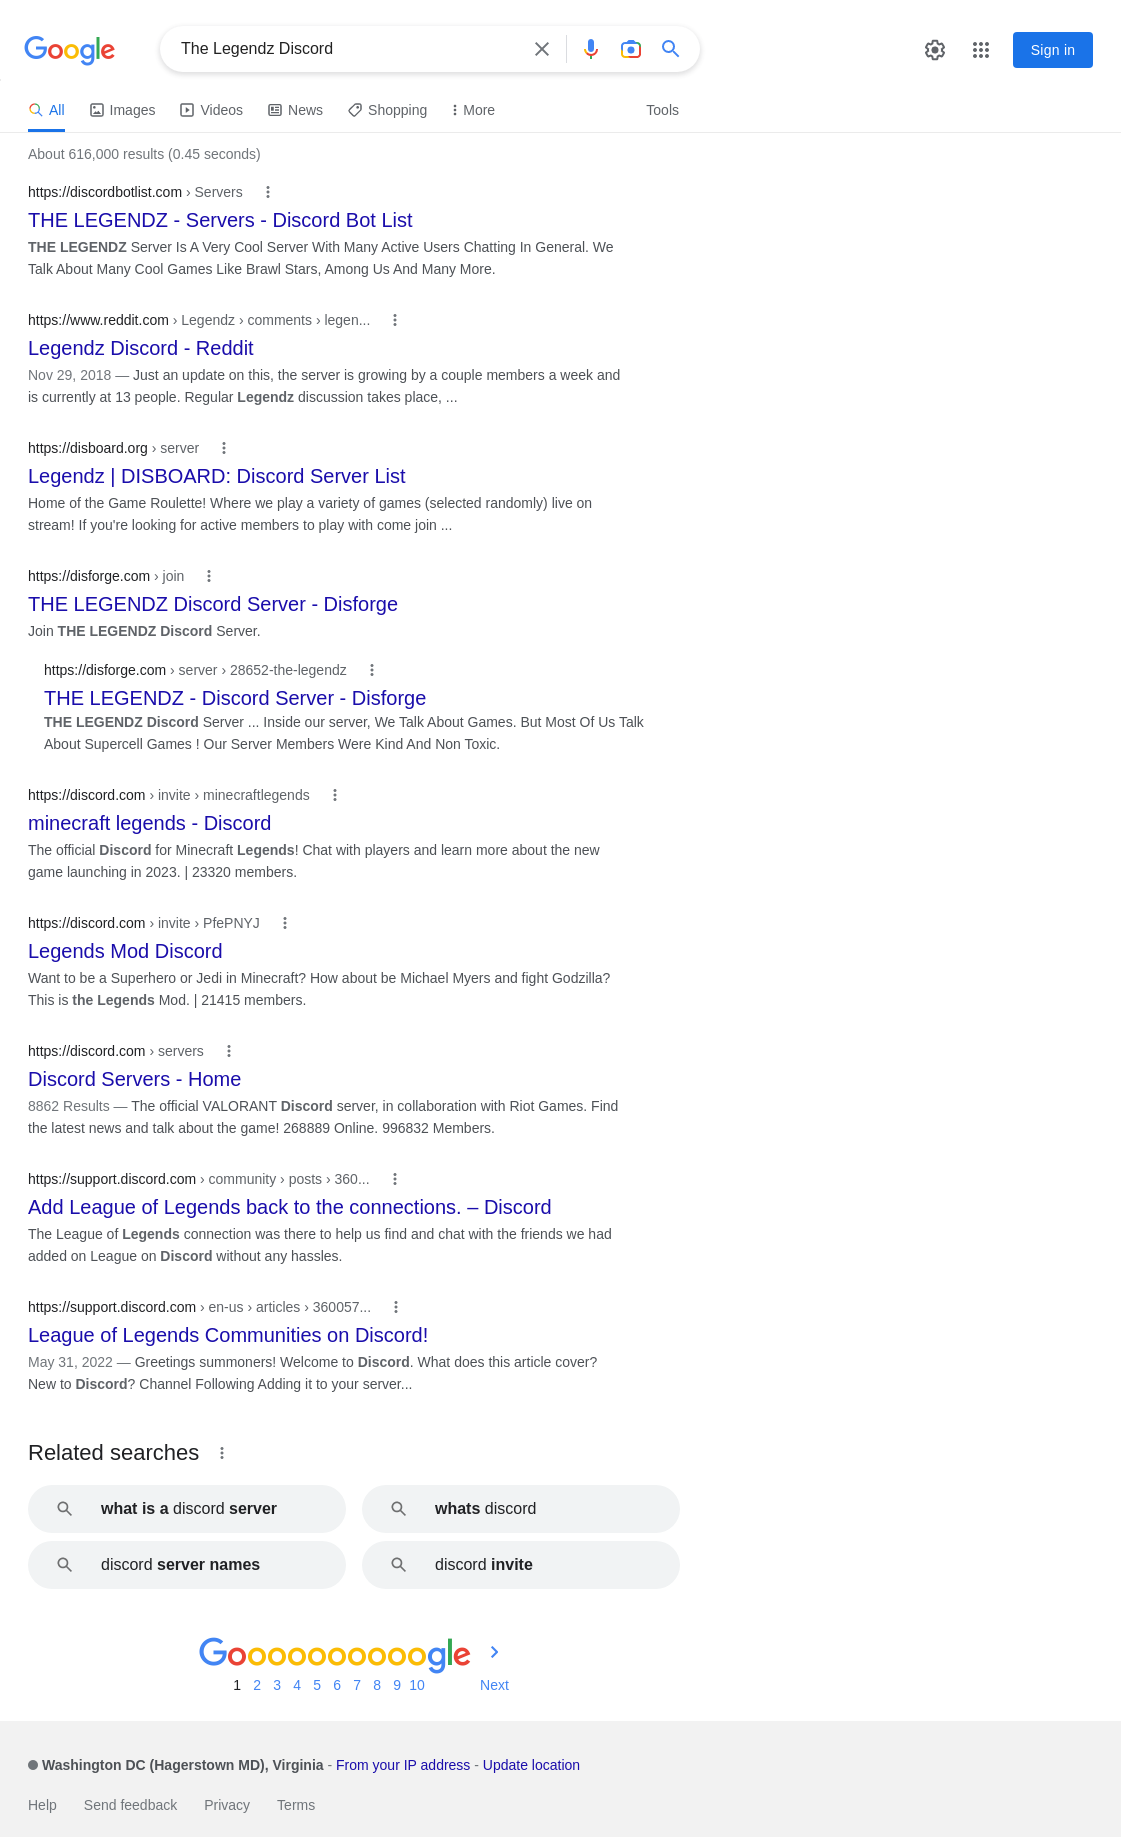 Google
The Legendz Discord
Sign in
All Images Videos News Shopping More Tools
About 616,000 results (0.45 seconds)
https://discordbotlist.com › Servers
THE LEGENDZ - Servers - Discord Bot List
THE LEGENDZ Server Is A Very Cool Server With Many Active Users Chatting In General. We
Talk About Many Cool Games Like Brawl Stars, Among Us And Many More.
https://www.reddit.com › Legendz › comments › legen...
Legendz Discord - Reddit
Nov 29, 2018 — Just an update on this, the server is growing by a couple members a week and
is currently at 13 people. Regular Legendz discussion takes place, ...
https://disboard.org › server
Legendz | DISBOARD: Discord Server List
Home of the Game Roulette! Where we play a variety of games (selected randomly) live on
stream! If you're looking for active members to play with come join ...
https://disforge.com › join
THE LEGENDZ Discord Server - Disforge
Join THE LEGENDZ Discord Server.
https://disforge.com › server › 28652-the-legendz
THE LEGENDZ - Discord Server - Disforge
THE LEGENDZ Discord Server ... Inside our server, We Talk About Games. But Most Of Us Talk
About Supercell Games ! Our Server Members Were Kind And Non Toxic.
https://discord.com › invite › minecraftlegends
minecraft legends - Discord
The official Discord for Minecraft Legends! Chat with players and learn more about the new
game launching in 2023. | 23320 members.
https://discord.com › invite › PfePNYJ
Legends Mod Discord
Want to be a Superhero or Jedi in Minecraft? How about be Michael Myers and fight Godzilla?
This is the Legends Mod. | 21415 members.
https://discord.com › servers
Discord Servers - Home
8862 Results — The official VALORANT Discord server, in collaboration with Riot Games. Find
the latest news and talk about the game! 268889 Online. 996832 Members.
https://support.discord.com › community › posts › 360...
Add League of Legends back to the connections. – Discord
The League of Legends connection was there to help us find and chat with the friends we had
added on League on Discord without any hassles.
https://support.discord.com › en-us › articles › 360057...
League of Legends Communities on Discord!
May 31, 2022 — Greetings summoners! Welcome to Discord. What does this article cover?
New to Discord? Channel Following Adding it to your server...
Related searches
what is a discord server
whats discord
discord server names
discord invite
Goooooooooogle
1 2 3 4 5 6 7 8 9 10 Next
Washington DC (Hagerstown MD), Virginia - From your IP address - Update location
Help Send feedback Privacy Terms